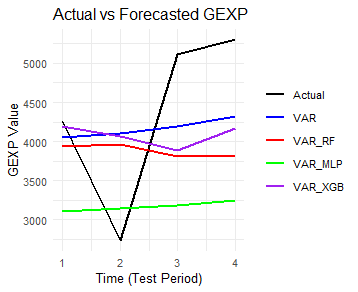 Actual vs Forecasted GEXP
GEXP Value
5000
4500
4000
3500
3000
1 2 3 4
Time (Test Period)
Actual
VAR
VAR_RF
VAR_MLP
VAR_XGB